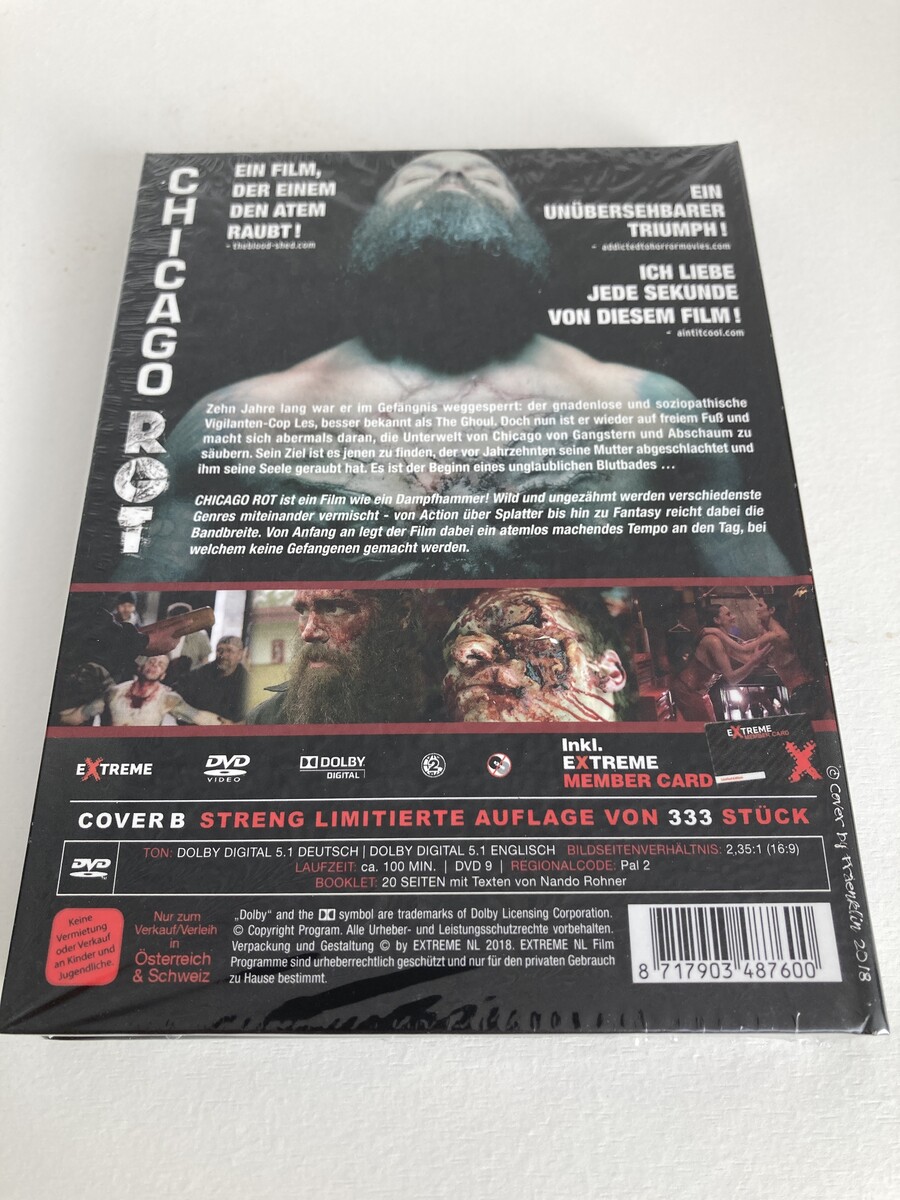 CHICAGO ROT
EIN FILM,
DER EINEM
DEN ATEM
RAUBT!
- theblood-shed.com
EIN
UNÜBERSEHBARER
TRIUMPH!
- addictedtohorrormovies.com
ICH LIEBE
JEDE SEKUNDE
VON DIESEM FILM!
- aintitcool.com
Zehn Jahre lang war er im Gefängnis weggesperrt: der gnadenlose und soziopathische
Vigilanten-Cop Les, besser bekannt als The Ghoul. Doch nun ist er wieder auf freiem Fuß und
macht sich abermals daran, die Unterwelt von Chicago von Gangstern und Abschaum zu
säubern. Sein Ziel ist es jenen zu finden, der vor Jahrzehnten seine Mutter abgeschlachtet und
ihm seine Seele geraubt hat. Es ist der Beginn eines unglaublichen Blutbades ...
CHICAGO ROT ist ein Film wie ein Dampfhammer! Wild und ungezähmt werden verschiedenste
Genres miteinander vermischt - von Action über Splatter bis hin zu Fantasy reicht dabei die
Bandbreite. Von Anfang an legt der Film dabei ein atemlos machendes Tempo an den Tag, bei
welchem keine Gefangenen gemacht werden.
EXTREME
DVD
VIDEO
DOLBY
DIGITAL
2
Inkl.
EXTREME
MEMBER CARD
EXTREME
MEMBER CARD
X
COVER B STRENG LIMITIERTE AUFLAGE VON 333 STÜCK
DVD
TON: DOLBY DIGITAL 5.1 DEUTSCH | DOLBY DIGITAL 5.1 ENGLISCH BILDSEITENVERHÄLTNIS: 2,35:1 (16:9)
LAUFZEIT: ca. 100 MIN. | DVD 9 | REGIONALCODE: Pal 2
BOOKLET: 20 SEITEN mit Texten von Nando Rohner
Keine
Vermietung
oder Verkauf
an Kinder und
Jugendliche.
Nur zum
Verkauf/Verleih
in
Österreich
& Schweiz
„Dolby" and the DD symbol are trademarks of Dolby Licensing Corporation.
© Copyright Program. Alle Urheber- und Leistungsschutzrechte vorbehalten.
Verpackung und Gestaltung © by EXTREME NL 2018. EXTREME NL Film
Programme sind urheberrechtlich geschützt und nur für den privaten Gebrauch
zu Hause bestimmt.
8 717903 487600
© Cover by 2018